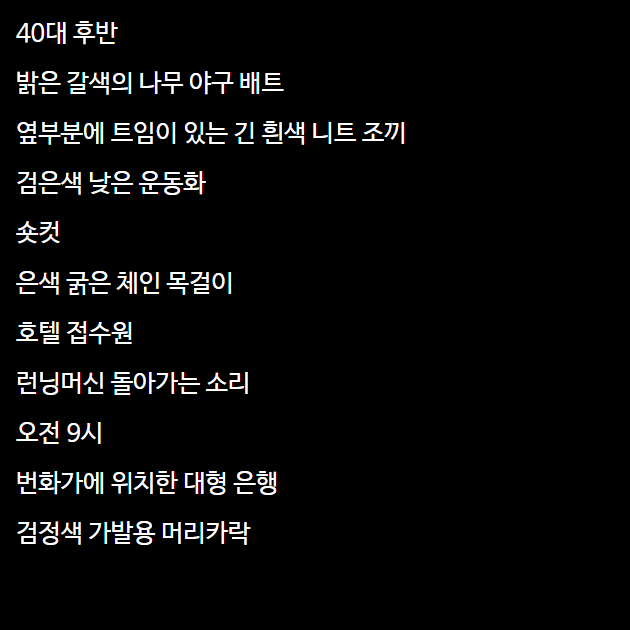 40대 후반
밝은 갈색의 나무 야구 배트
옆부분에 트임이 있는 긴 흰색 니트 조끼
검은색 낮은 운동화
숏컷
은색 굵은 체인 목걸이
호텔 접수원
런닝머신 돌아가는 소리
오전 9시
번화가에 위치한 대형 은행
검정색 가발용 머리카락